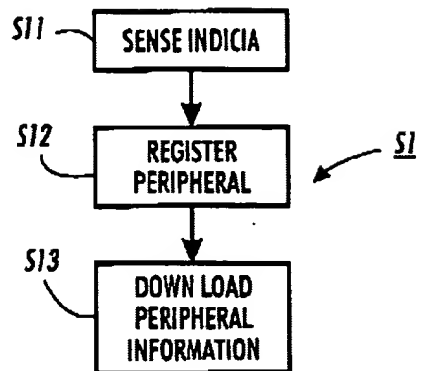 S11
SENSE INDICIA
S12
REGISTER
PERIPHERAL
S1
S13
DOWN LOAD
PERIPHERAL
INFORMATION